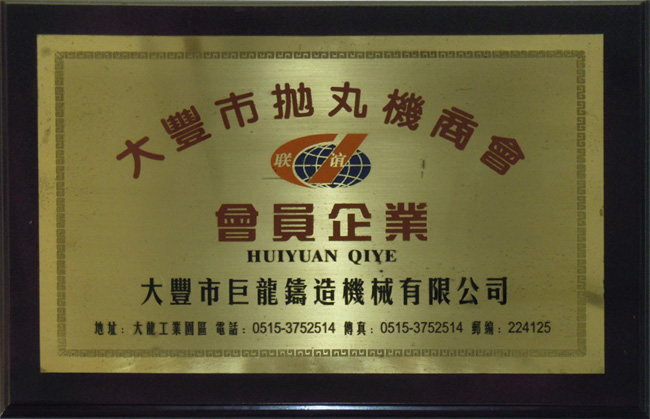 大豐市抛丸機商會
联 谊
會員企業
HUIYUAN QIYE
大豐市巨龍鑄造機械有限公司
地址：大龍工業園區 電話：0515-3752514 傳真：0515-3752514 郵編：224125